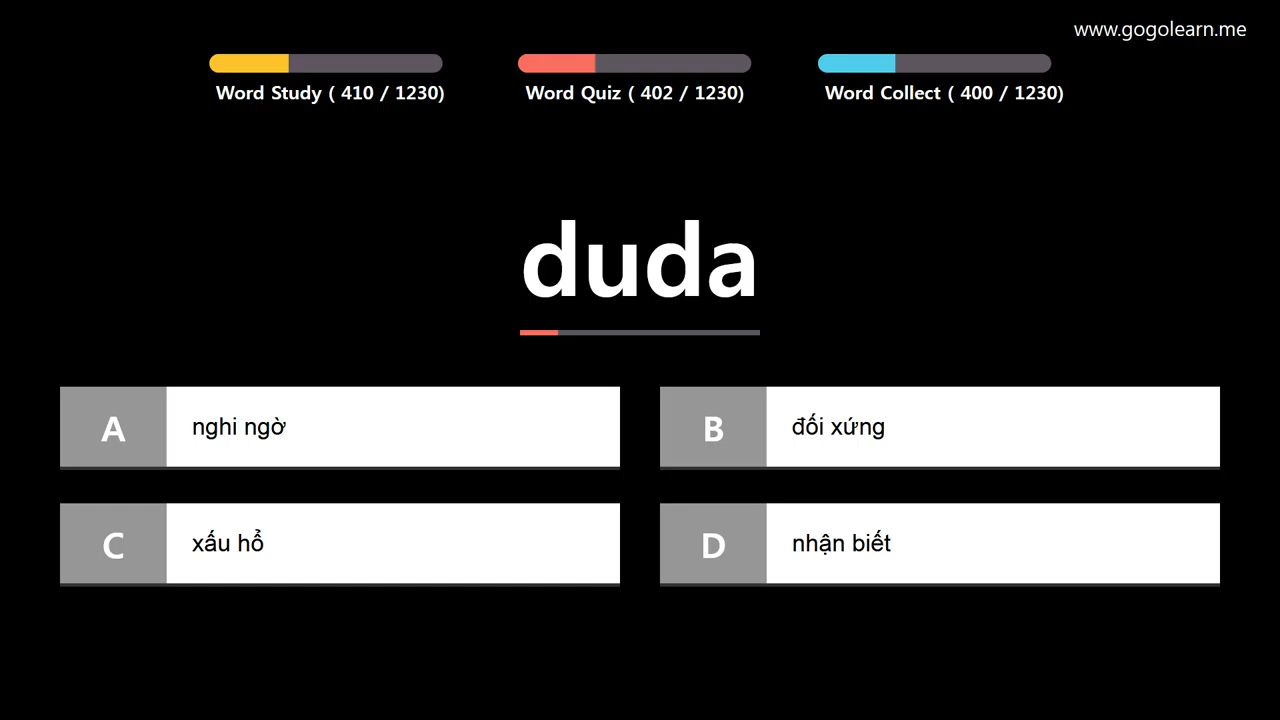 www.gogolearn.me
Word Study ( 410 / 1230)
Word Quiz ( 402 / 1230)
Word Collect ( 400 / 1230)
duda
A nghi ngờ
B đối xứng
C xấu hổ
D nhận biết